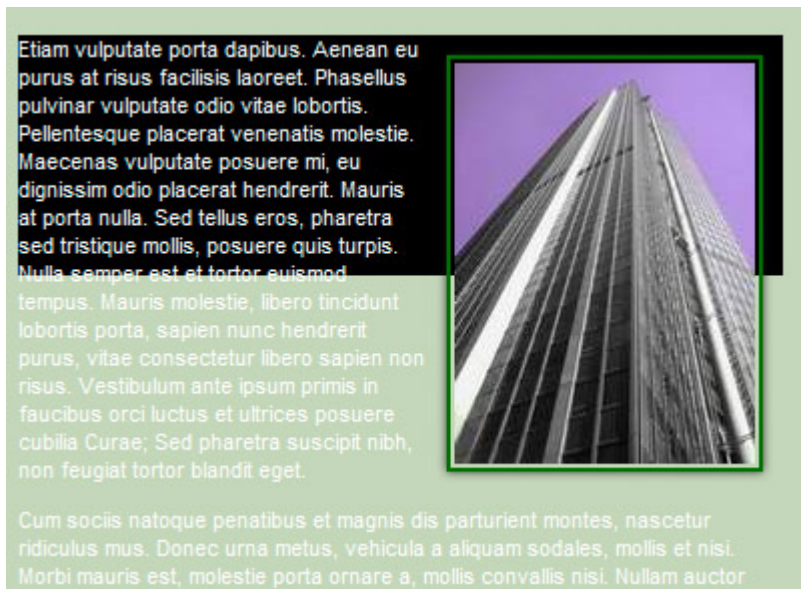 Etiam vulputate porta dapibus. Aenean eu
purus at risus facilisis laoreet. Phasellus
pulvinar vulputate odio vitae lobortis.
Pellentesque placerat venenatis molestie.
Maecenas vulputate posuere mi, eu
dignissim odio placerat hendrerit. Mauris
at porta nulla. Sed tellus eros, pharetra
sed tristique mollis, posuere quis turpis.
Nulla semper est et tortor euismod
tempus. Mauris molestie, libero tincidunt
lobortis porta, sapien nunc hendrerit
purus, vitae consectetur libero sapien non
risus. Vestibulum ante ipsum primis in
faucibus orci luctus et ultrices posuere
cubilia Curae; Sed pharetra suscipit nibh,
non feugiat tortor blandit eget.
Cum sociis natoque penatibus et magnis dis parturient montes, nascetur
ridiculus mus. Donec urna metus, vehicula a aliquam sodales, mollis et nisi.
Morbi mauris est, molestie porta ornare a, mollis convallis nisi. Nullam auctor